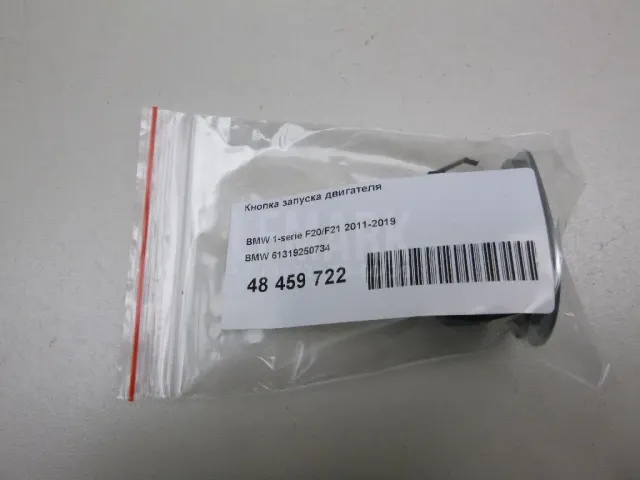 Кнопка запуска двигателя
BMW 1-serie F20/F21 2011-2019
BMW 61319250734
48 459 722